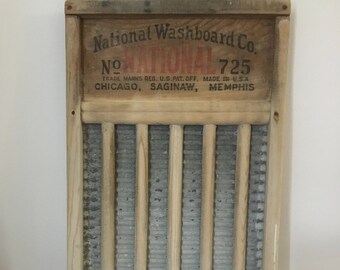 National Washboard Co.
No NATIONAL 725
TRADE MARK REG. U.S. PAT. OFF. MADE IN U.S.A.
CHICAGO, SAGINAW, MEMPHIS